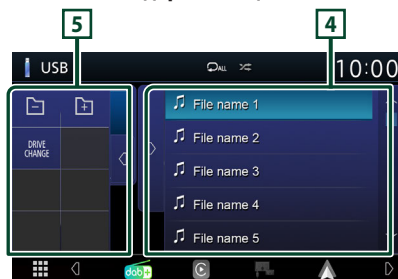 5
4
USB
ALL
10:00
File name 1
DRIVE
CHANGE
File name 2
File name 3
File name 4
File name 5
dab+